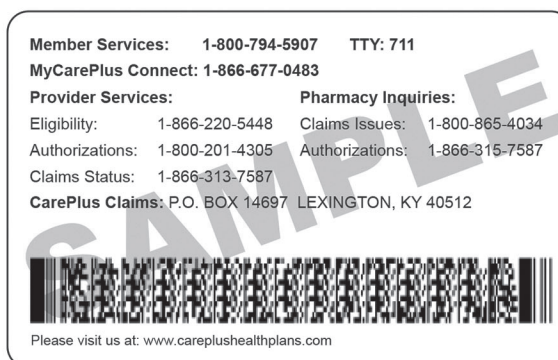 Member Services: 1-800-794-5907 TTY: 711
MyCarePlus Connect: 1-866-677-0483
Provider Services: Pharmacy Inquiries:
Eligibility: 1-866-220-5448 Claims Issues: 1-800-865-4034
Authorizations: 1-800-201-4305 Authorizations: 1-866-315-7587
Claims Status: 1-866-313-7587
CarePlus Claims: P.O. BOX 14697 LEXINGTON, KY 40512
SAMPLE
Please visit us at: www.careplushealthplans.com